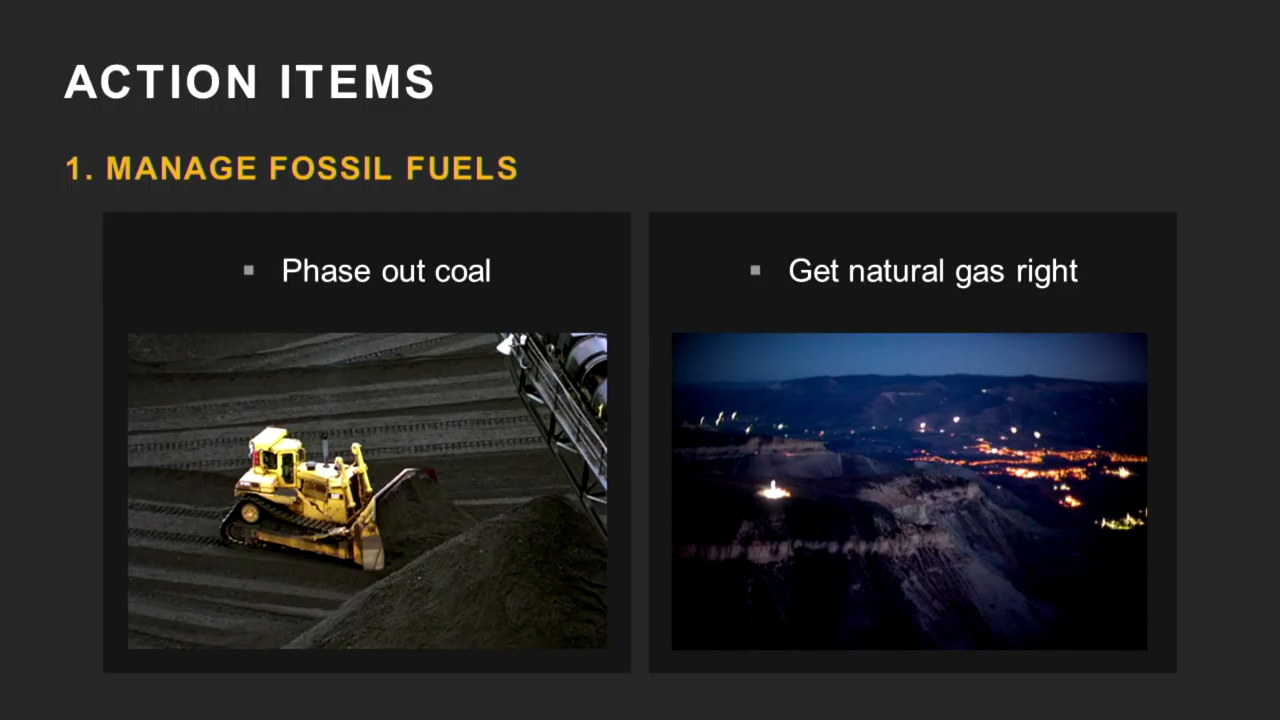 ACTION ITEMS
1. MANAGE FOSSIL FUELS
▪ Phase out coal
▪ Get natural gas right